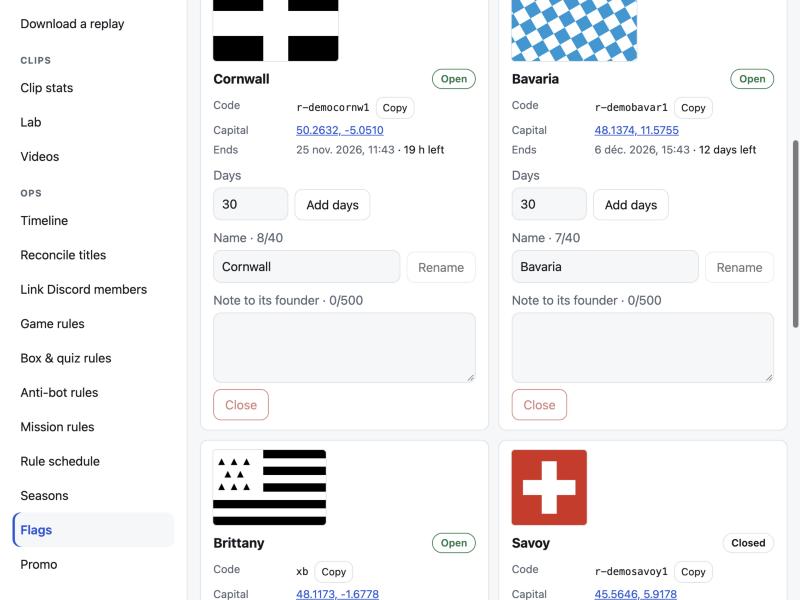 Download a replay
CLIPS
Clip stats
Lab
Videos
OPS
Timeline
Reconcile titles
Link Discord members
Game rules
Box & quiz rules
Anti-bot rules
Mission rules
Rule schedule
Seasons
Flags
Promo
Cornwall Open
Code r-democornw1 Copy
Capital 50.2632, -5.0510
Ends 25 nov. 2026, 11:43 · 19 h left
Days
30 Add days
Name · 8/40
Cornwall Rename
Note to its founder · 0/500
Close
Bavaria Open
Code r-demobavar1 Copy
Capital 48.1374, 11.5755
Ends 6 déc. 2026, 15:43 · 12 days left
Days
30 Add days
Name · 7/40
Bavaria Rename
Note to its founder · 0/500
Close
Brittany Open
Code xb Copy
Capital 48.1173, -1.6778
Savoy Closed
Code r-demosavoy1 Copy
Capital 45.5646, 5.9178